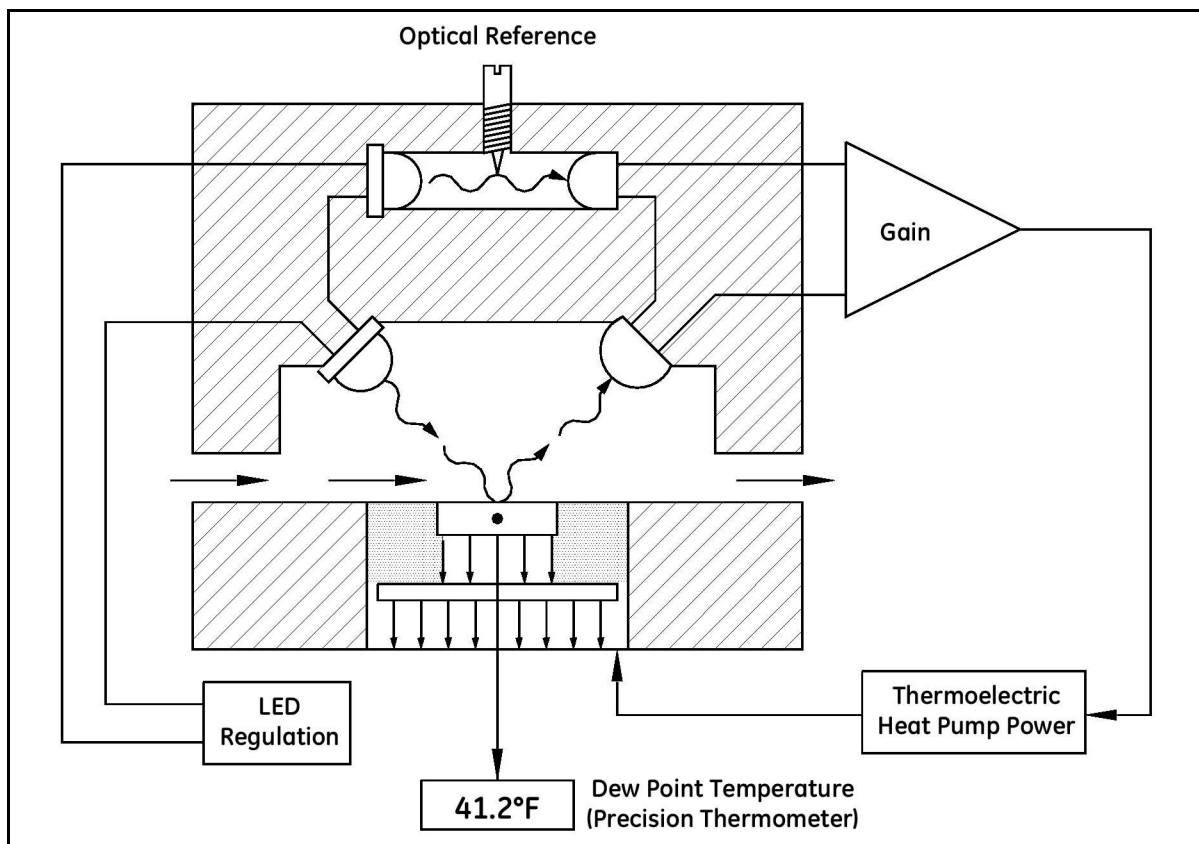 Optical Reference
Gain
LED
Regulation
Thermoelectric
Heat Pump Power
41.2°F
Dew Point Temperature
(Precision Thermometer)